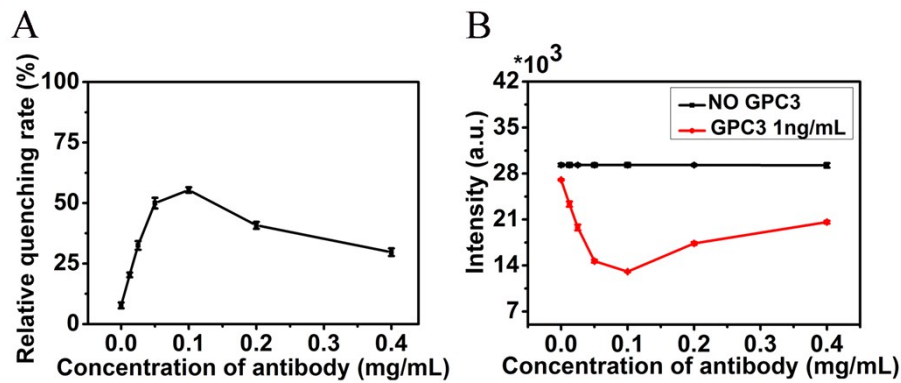 A
Relative quenching rate (%)
100
75
50
25
0
0.0 0.1 0.2 0.3 0.4
Concentration of antibody (mg/mL)
B
*10³
Intensity (a.u.)
42
35
28
21
14
7
NO GPC3
GPC3 1ng/mL
0.0 0.1 0.2 0.3 0.4
Concentration of antibody (mg/mL)